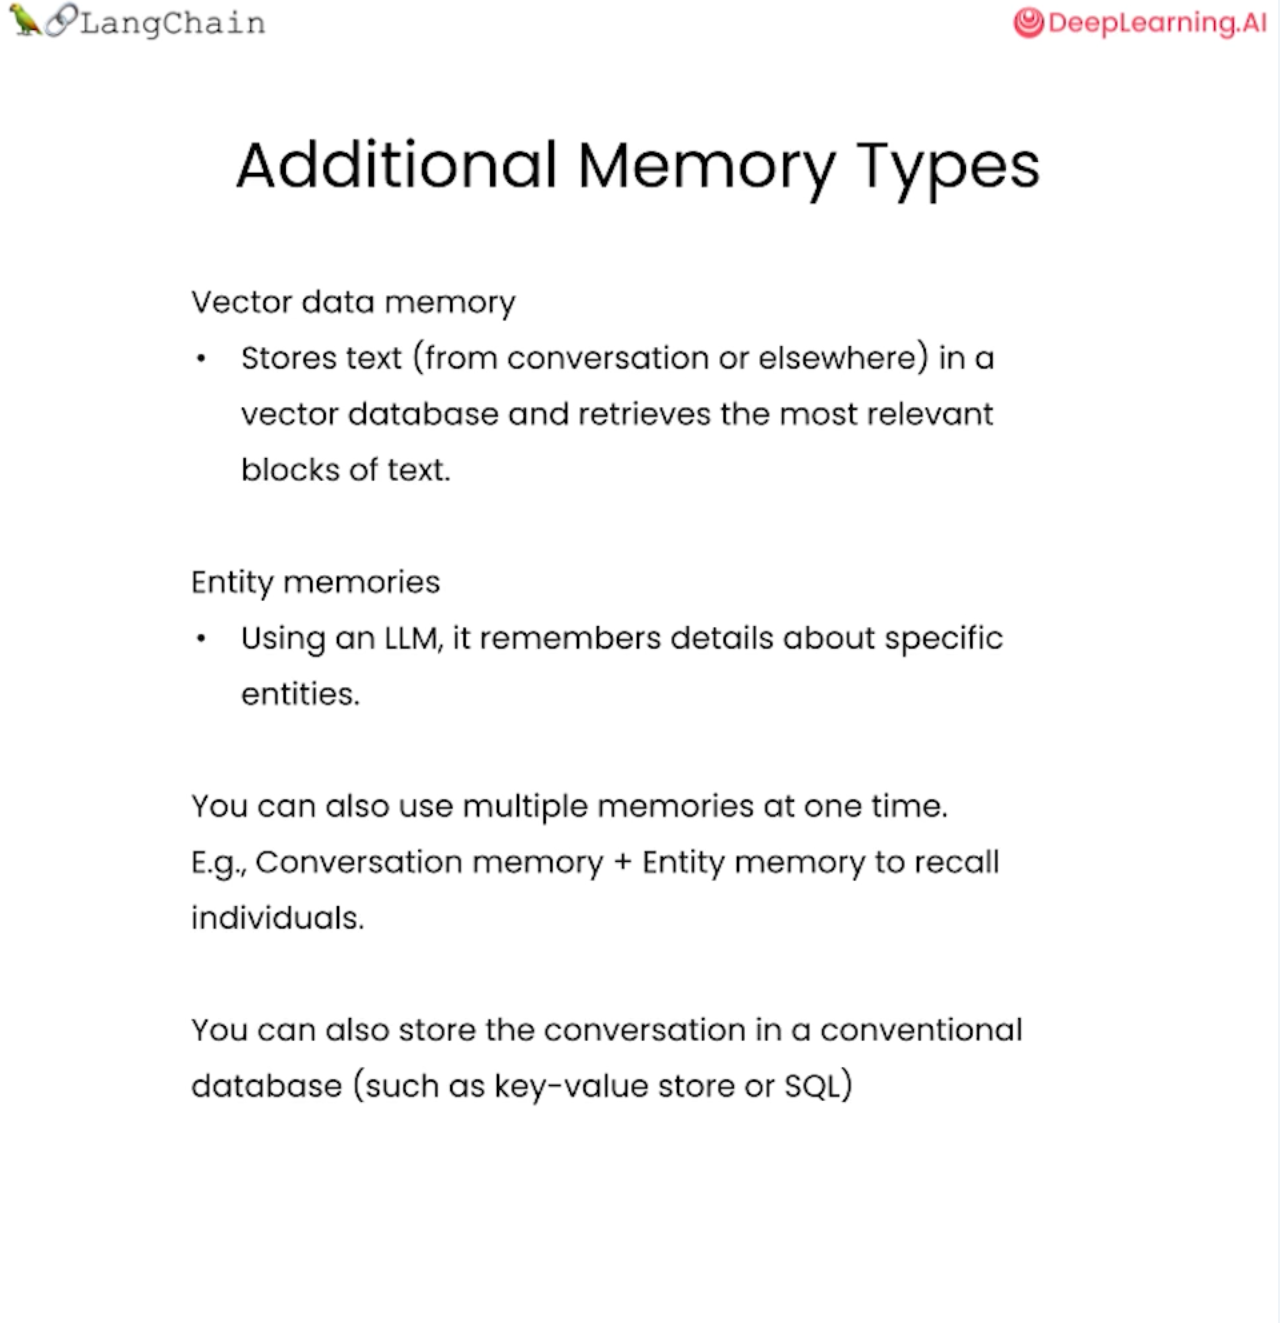 LangChain
DeepLearning.AI
Additional Memory Types
Vector data memory
• Stores text (from conversation or elsewhere) in a
vector database and retrieves the most relevant
blocks of text.
Entity memories
• Using an LLM, it remembers details about specific
entities.
You can also use multiple memories at one time.
E.g., Conversation memory + Entity memory to recall
individuals.
You can also store the conversation in a conventional
database (such as key-value store or SQL)